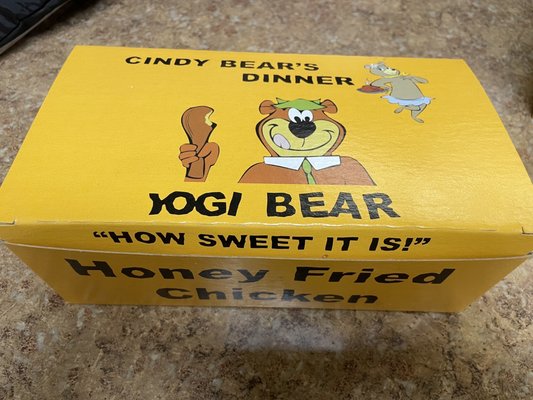 CINDY BEAR'S
DINNER
YOGI BEAR
"HOW SWEET IT IS!"
Honey Fried
Chicken